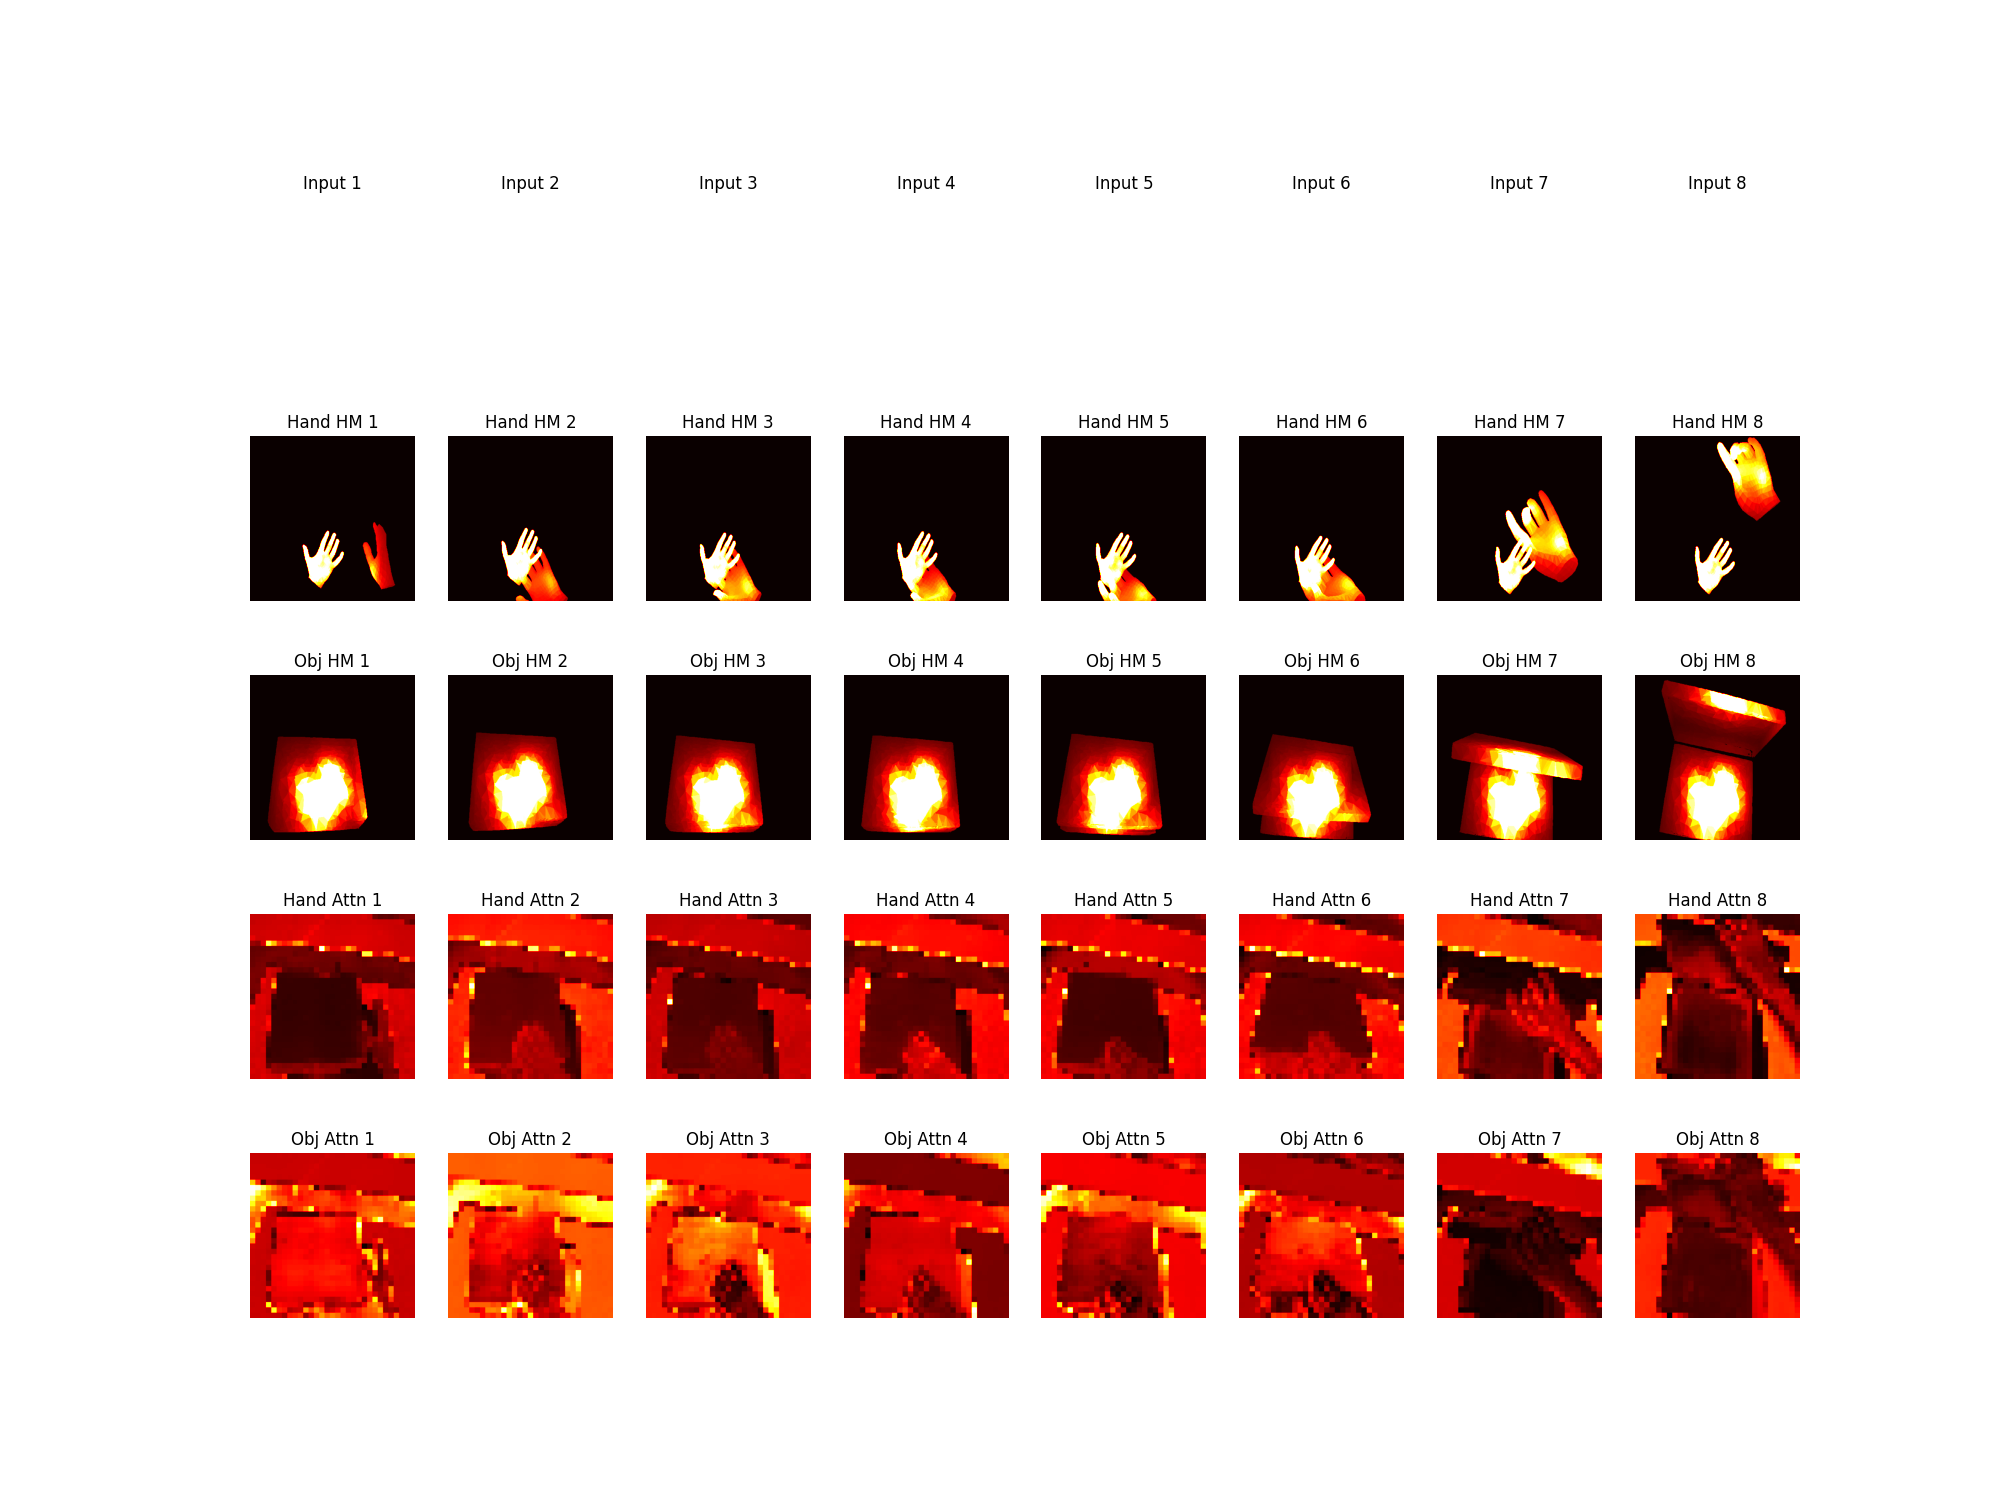 Input 1 Input 2 Input 3 Input 4 Input 5 Input 6 Input 7 Input 8
Hand HM 1 Hand HM 2 Hand HM 3 Hand HM 4 Hand HM 5 Hand HM 6 Hand HM 7 Hand HM 8
Obj HM 1 Obj HM 2 Obj HM 3 Obj HM 4 Obj HM 5 Obj HM 6 Obj HM 7 Obj HM 8
Hand Attn 1 Hand Attn 2 Hand Attn 3 Hand Attn 4 Hand Attn 5 Hand Attn 6 Hand Attn 7 Hand Attn 8
Obj Attn 1 Obj Attn 2 Obj Attn 3 Obj Attn 4 Obj Attn 5 Obj Attn 6 Obj Attn 7 Obj Attn 8